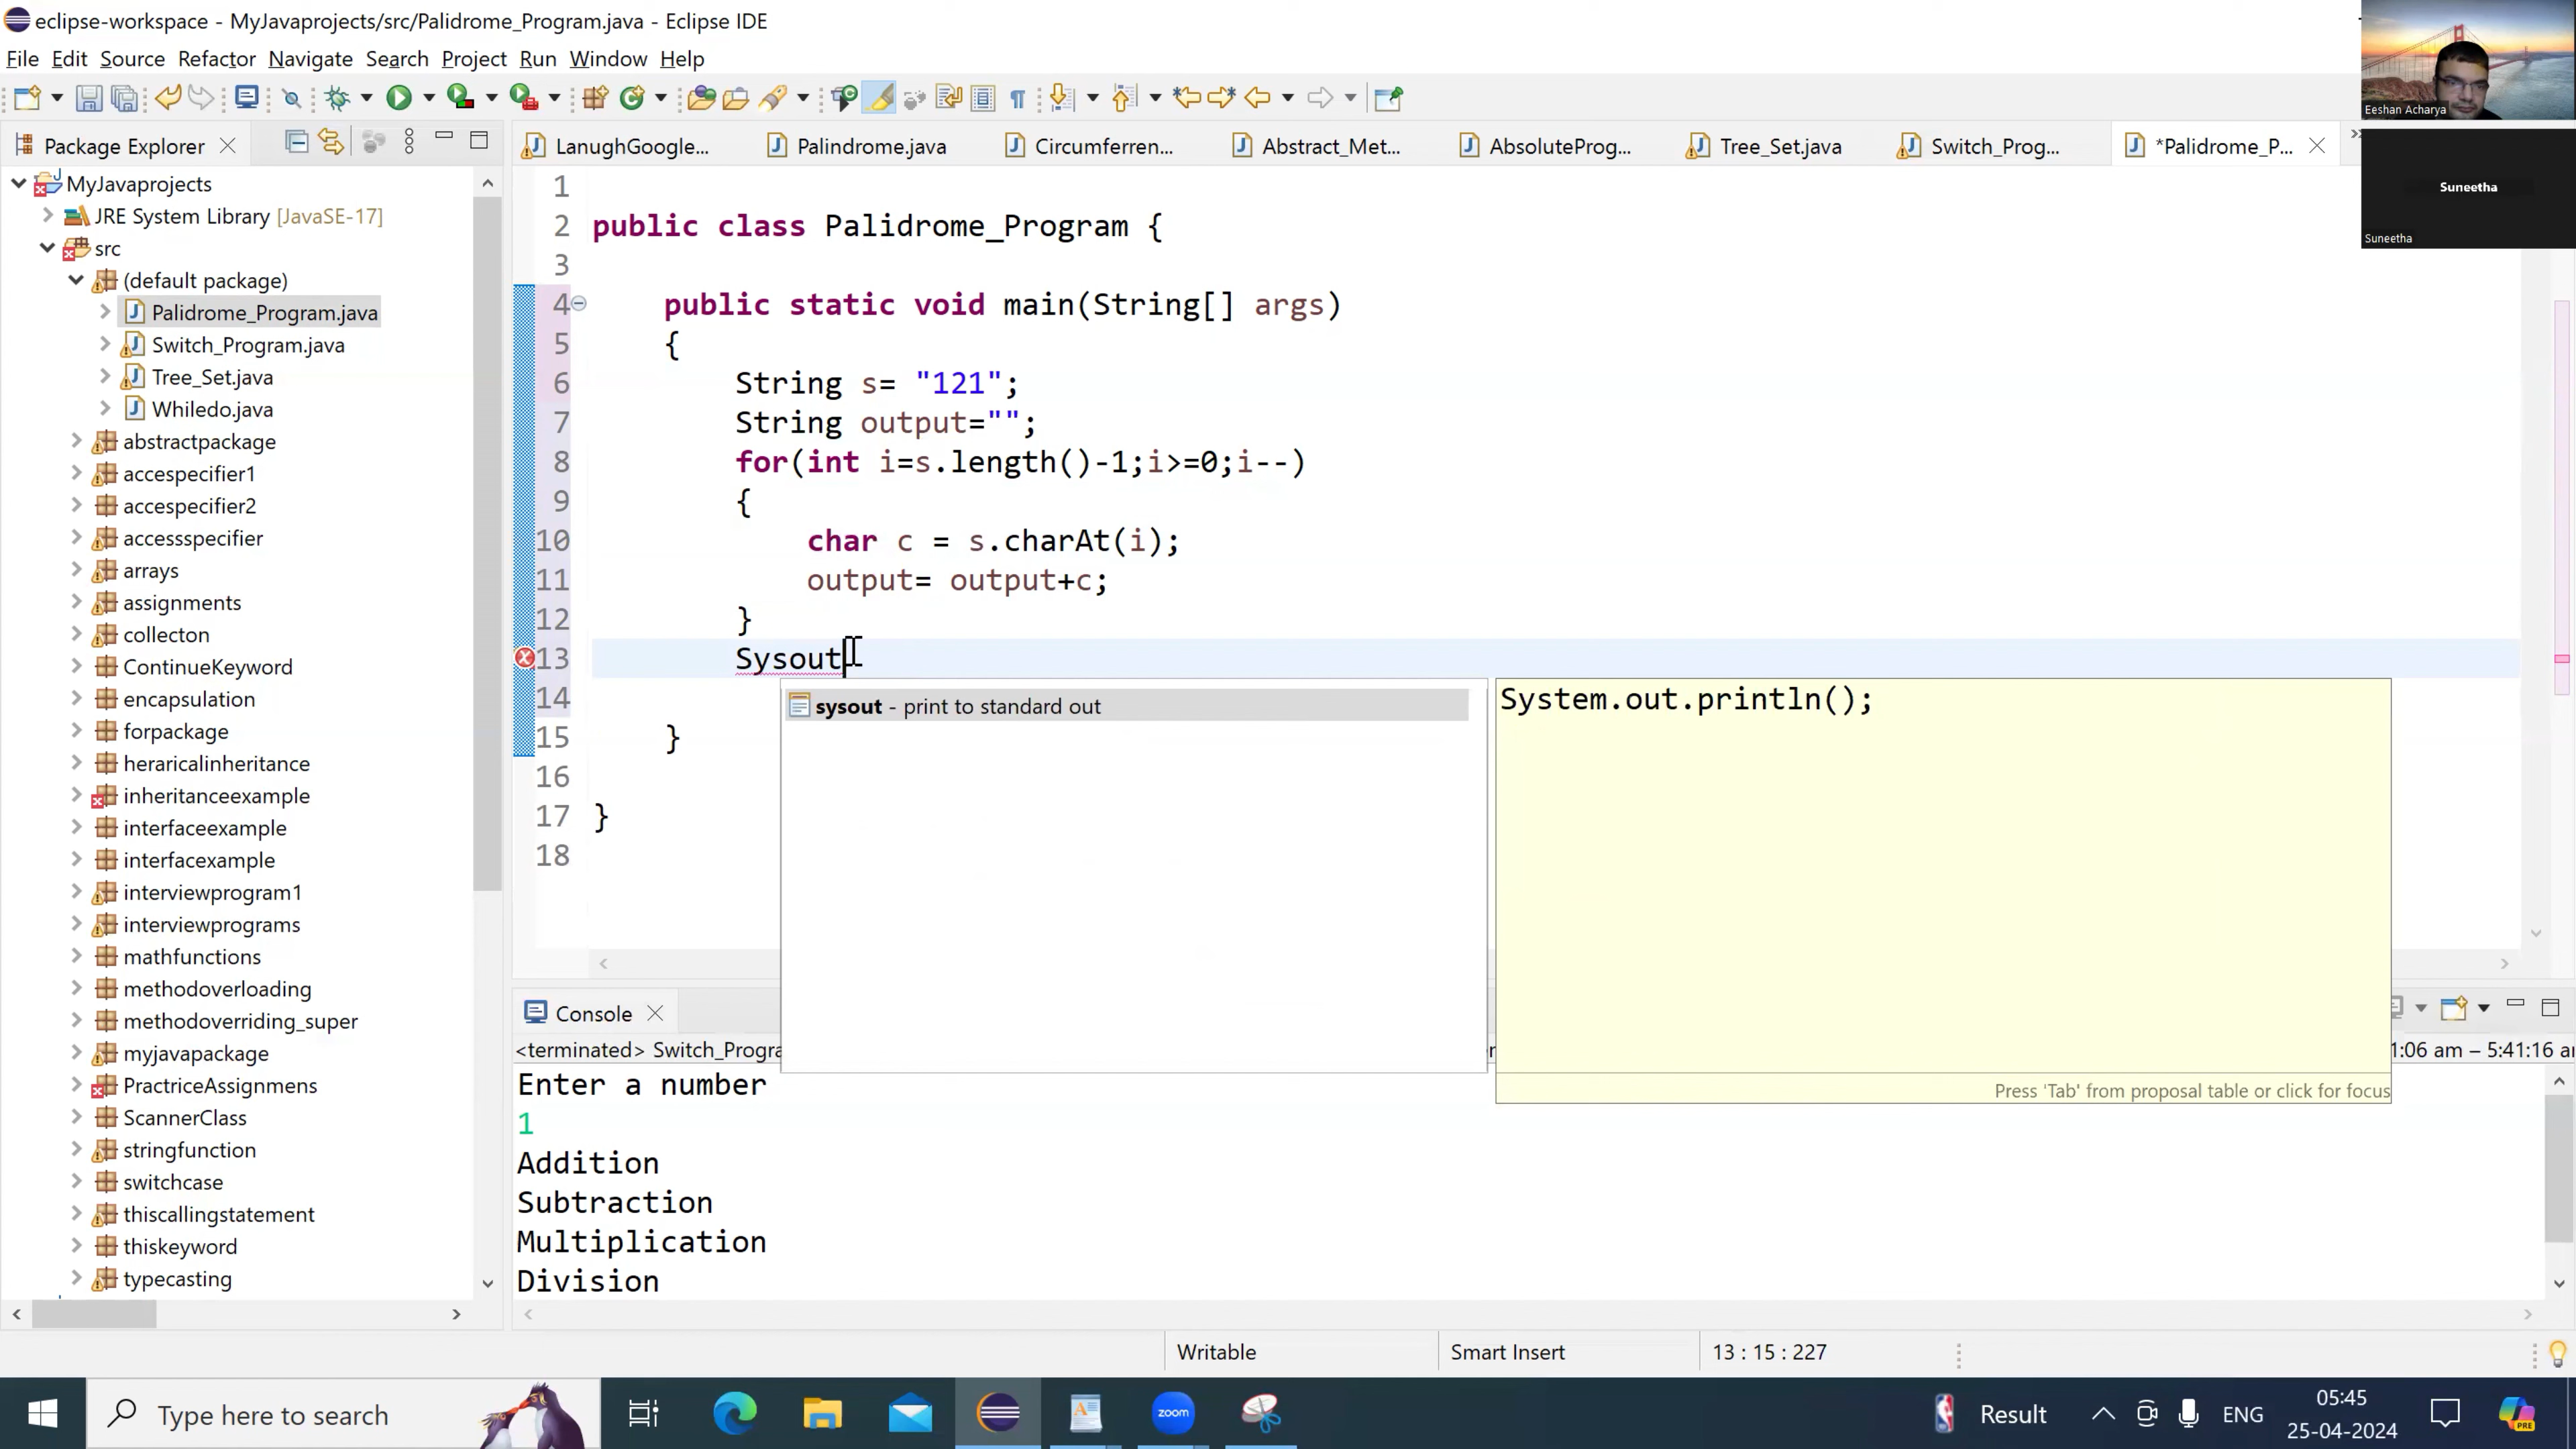 eclipse-workspace - MyJavaprojects/src/Palidrome_Program.java - Eclipse IDE
File Edit Source Refactor Navigate Search Project Run Window Help
Eeshan Acharya
Suneetha
Suneetha
Package Explorer
MyJavaprojects
JRE System Library [JavaSE-17]
src
(default package)
Palidrome_Program.java
Switch_Program.java
Tree_Set.java
Whiledo.java
abstractpackage
accespecifier1
accespecifier2
accessspecifier
arrays
assignments
collecton
ContinueKeyword
encapsulation
forpackage
heraricalinheritance
inheritanceexample
interfaceexample
interfacexample
interviewprogram1
interviewprograms
mathfunctions
methodoverloading
methodoverriding_super
myjavapackage
PractriceAssignmens
ScannerClass
stringfunction
switchcase
thiscallingstatement
thiskeyword
typecasting
LanughGoogle... Palindrome.java Circumferren... Abstract_Met... AbsoluteProg... Tree_Set.java Switch_Prog... *Palidrome_P...
1
2 public class Palidrome_Program {
3
4 public static void main(String[] args)
5 {
6 String s= "121";
7 String output="";
8 for(int i=s.length()-1;i>=0;i--)
9 {
10 char c = s.charAt(i);
11 output= output+c;
12 }
13 Sysout
14
15 }
16
17 }
18
sysout - print to standard out
System.out.println();
Press 'Tab' from proposal table or click for focus
Console
<terminated> Switch_Progra
1:06 am – 5:41:16 a
Enter a number
1
Addition
Subtraction
Multiplication
Division
Writable Smart Insert 13 : 15 : 227
Type here to search
zoom
Result
ENG
05:45
25-04-2024
PRE